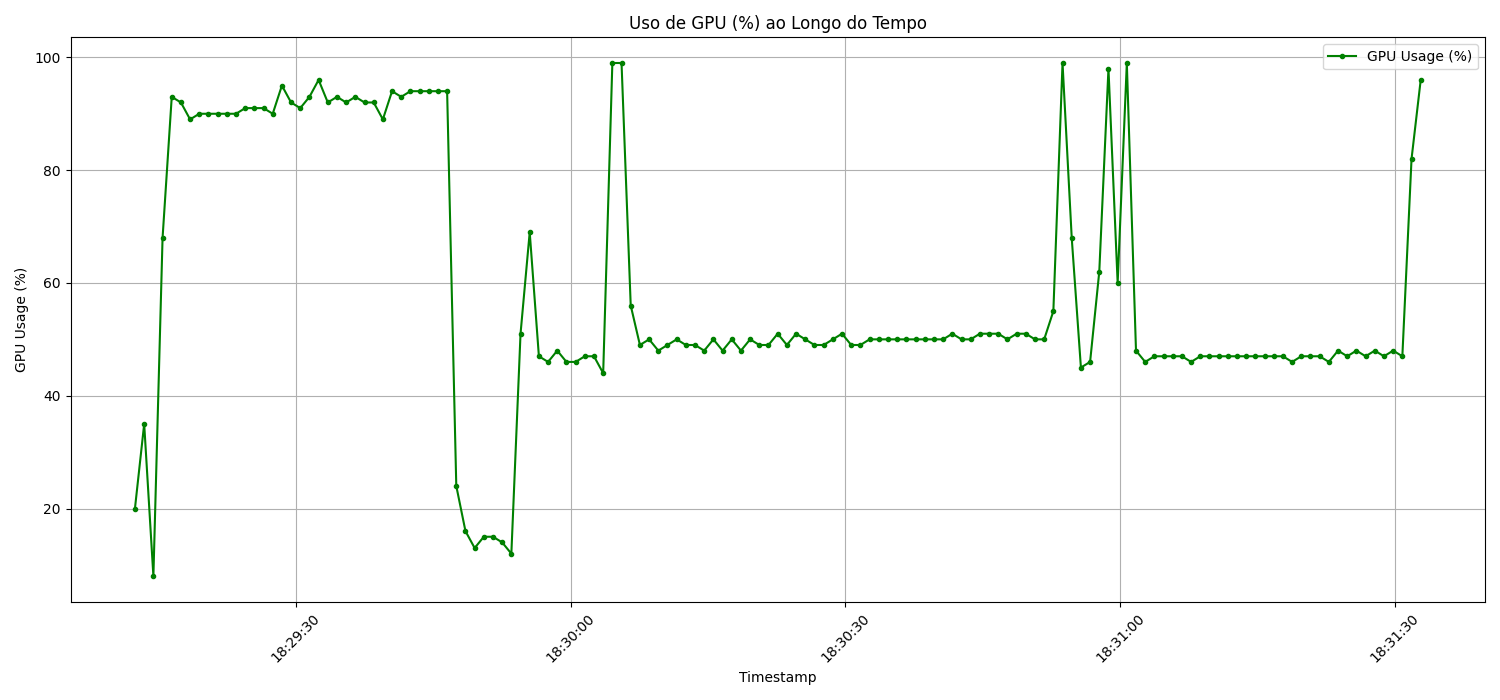 Uso de GPU (%) ao Longo do Tempo
GPU Usage (%)
100
80
60
40
20
GPU Usage (%)
18:29:30
18:30:00
18:30:30
18:31:00
18:31:30
Timestamp